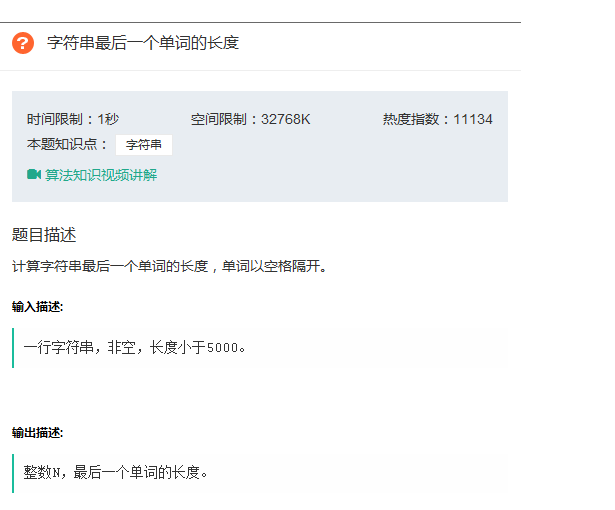 字符串最后一个单词的长度
时间限制：1秒 空间限制：32768K 热度指数：11134
本题知识点： 字符串
算法知识视频讲解
题目描述
计算字符串最后一个单词的长度，单词以空格隔开。
输入描述:
一行字符串，非空，长度小于5000。
输出描述:
整数N，最后一个单词的长度。